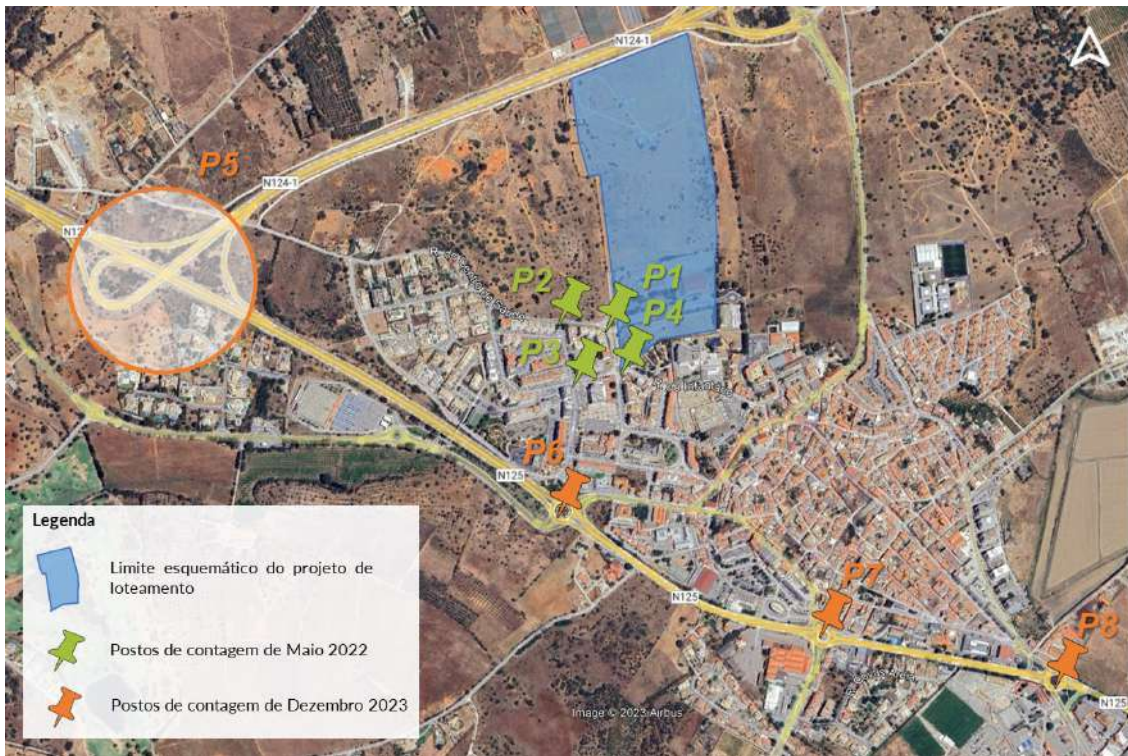 N124-1
P5
N124-1
N12
P2
P1
P4
P3
P6
N125
N125
P7
P8
N125
Image © 2023 Airbus
Legenda
Limite esquemático do projeto de
loteamento
Postos de contagem de Maio 2022
Postos de contagem de Dezembro 2023